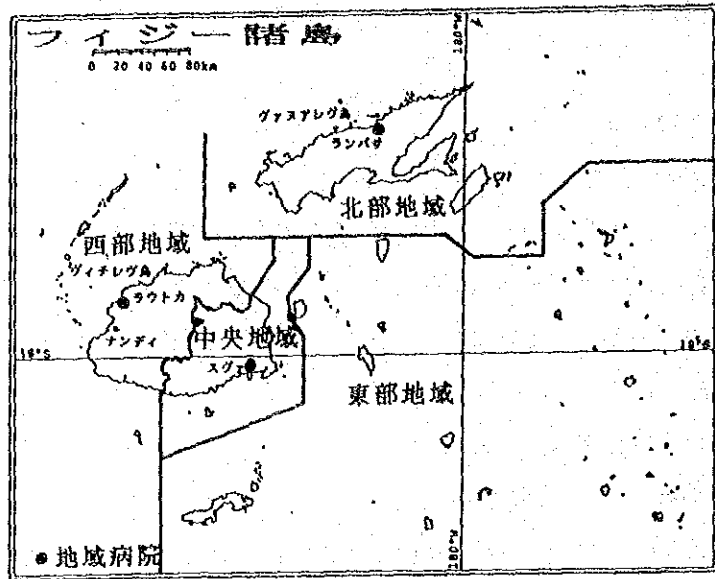 フィジー諸島
0 20 40 60 80km
180°W
ヴァヌアレヴ島
ランバサ
北部地域
西部地域
ヴィチレヴ島
ラウトカ
ナンディ
中央地域
18°S
18°S
スヴァ
東部地域
180°W
地域病院